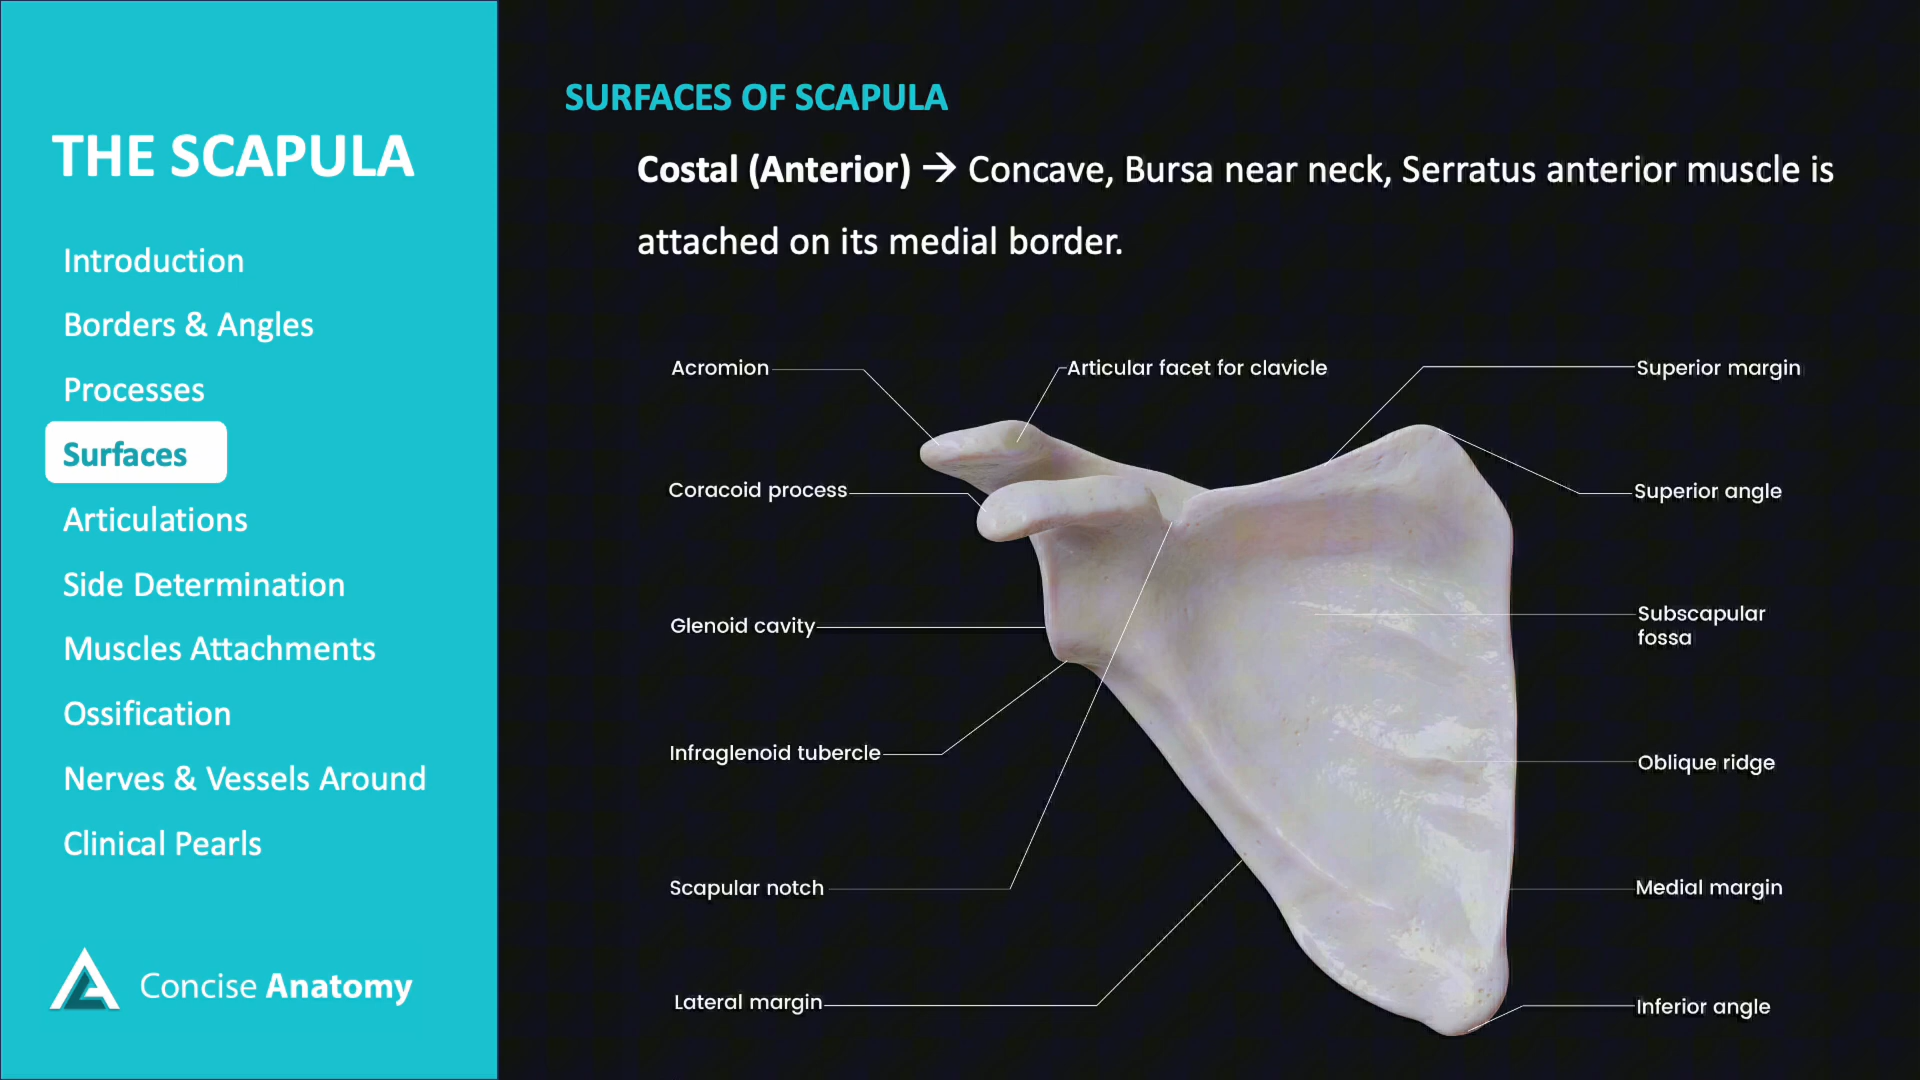 THE SCAPULA
Introduction
Borders & Angles
Processes
Surfaces
Articulations
Side Determination
Muscles Attachments
Ossification
Nerves & Vessels Around
Clinical Pearls
Concise Anatomy
SURFACES OF SCAPULA
Costal (Anterior) → Concave, Bursa near neck, Serratus anterior muscle is
attached on its medial border.
Acromion
Articular facet for clavicle
Superior margin
Coracoid process
Superior angle
Glenoid cavity
Subscapular
fossa
Infraglenoid tubercle
Oblique ridge
Scapular notch
Medial margin
Lateral margin
Inferior angle